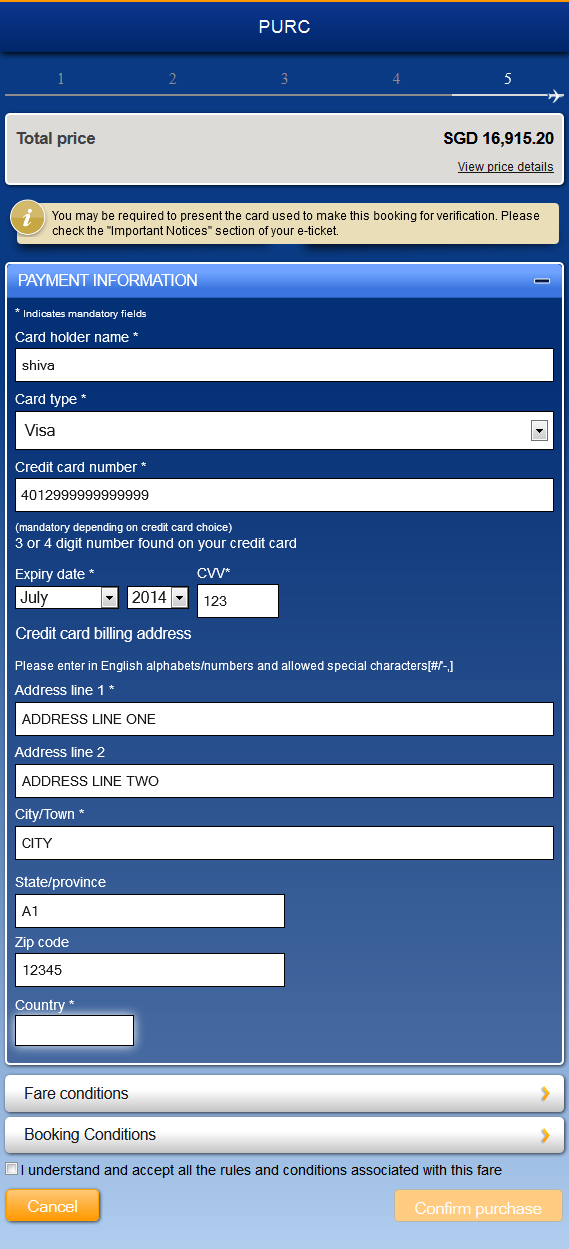 PURC
1 2 3 4 5
Total price SGD 16,915.20
View price details
i
You may be required to present the card used to make this booking for verification. Please
check the "Important Notices" section of your e-ticket.
PAYMENT INFORMATION
* Indicates mandatory fields
Card holder name *
shiva
Card type *
Visa
Credit card number *
4012999999999999
(mandatory depending on credit card choice)
3 or 4 digit number found on your credit card
Expiry date * CVV*
July 2014 123
Credit card billing address
Please enter in English alphabets/numbers and allowed special characters[#/'-,]
Address line 1 *
ADDRESS LINE ONE
Address line 2
ADDRESS LINE TWO
City/Town *
CITY
State/province
A1
Zip code
12345
Country *
Fare conditions
Booking Conditions
I understand and accept all the rules and conditions associated with this fare
Cancel Confirm purchase